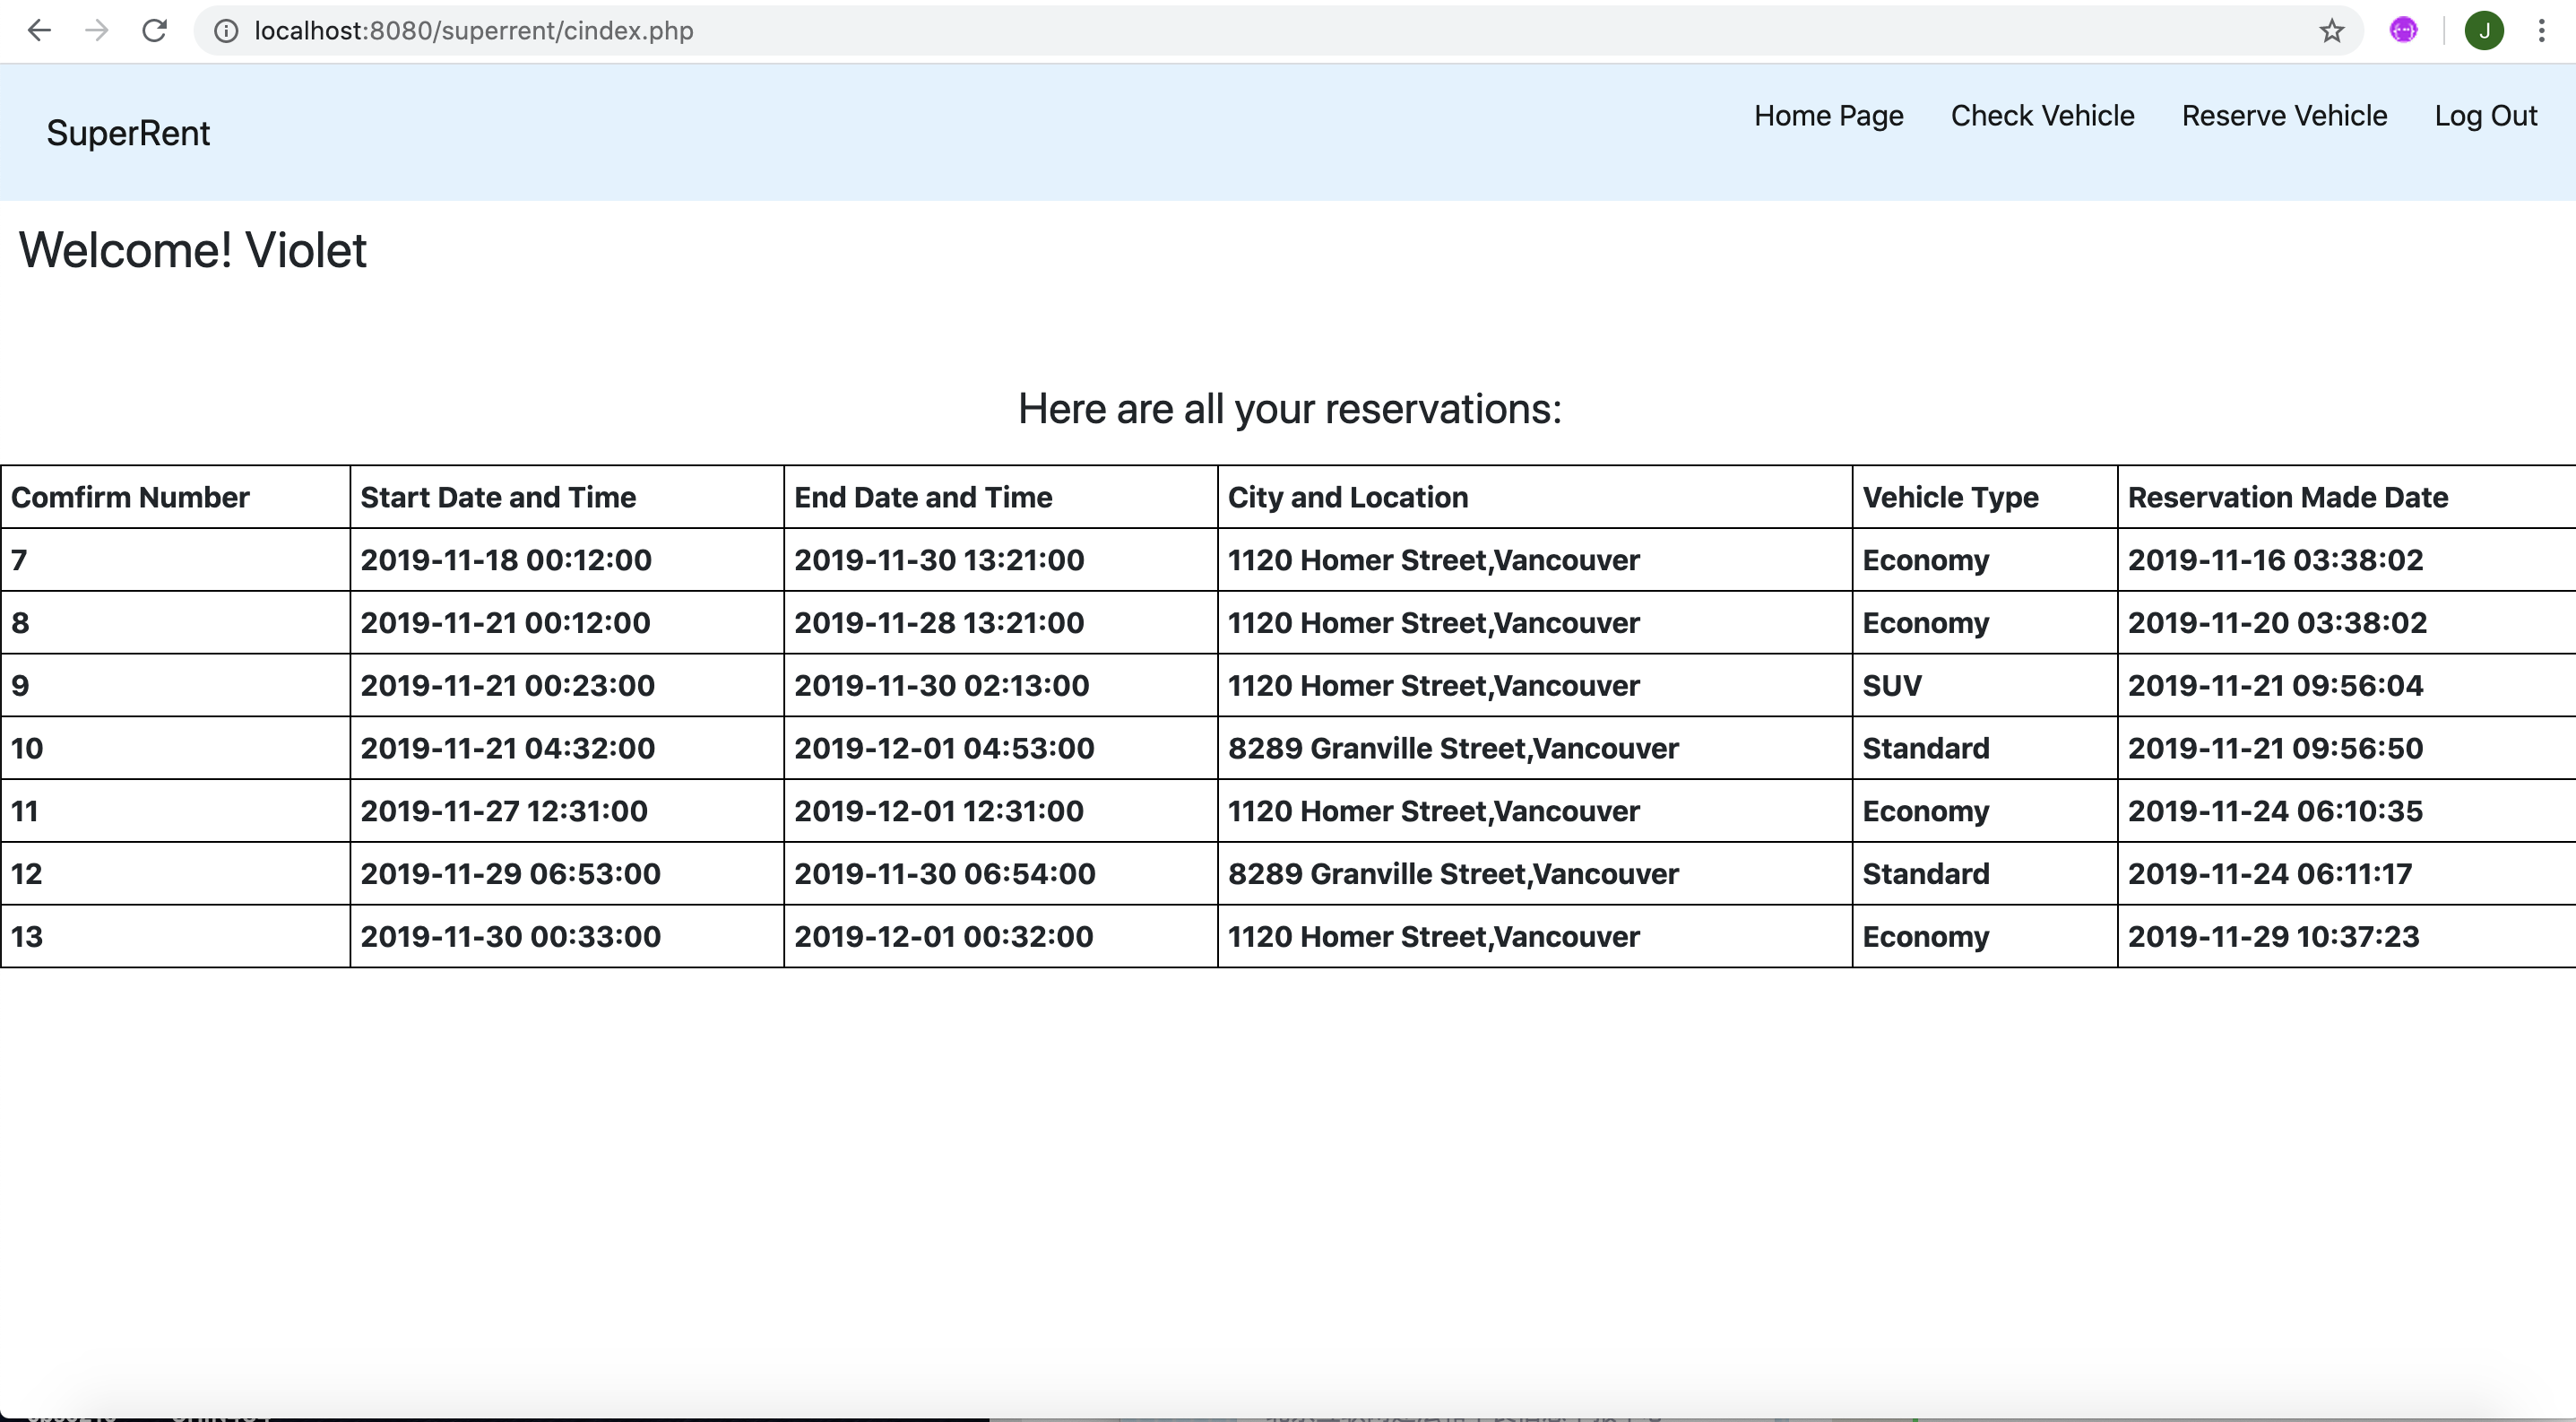 localhost:8080/superrent/cindex.php
J
SuperRent
Home Page Check Vehicle Reserve Vehicle Log Out
Welcome! Violet
Here are all your reservations:
Comfirm Number Start Date and Time End Date and Time City and Location Vehicle Type Reservation Made Date
7 2019-11-18 00:12:00 2019-11-30 13:21:00 1120 Homer Street,Vancouver Economy 2019-11-16 03:38:02
8 2019-11-21 00:12:00 2019-11-28 13:21:00 1120 Homer Street,Vancouver Economy 2019-11-20 03:38:02
9 2019-11-21 00:23:00 2019-11-30 02:13:00 1120 Homer Street,Vancouver SUV 2019-11-21 09:56:04
10 2019-11-21 04:32:00 2019-12-01 04:53:00 8289 Granville Street,Vancouver Standard 2019-11-21 09:56:50
11 2019-11-27 12:31:00 2019-12-01 12:31:00 1120 Homer Street,Vancouver Economy 2019-11-24 06:10:35
12 2019-11-29 06:53:00 2019-11-30 06:54:00 8289 Granville Street,Vancouver Standard 2019-11-24 06:11:17
13 2019-11-30 00:33:00 2019-12-01 00:32:00 1120 Homer Street,Vancouver Economy 2019-11-29 10:37:23